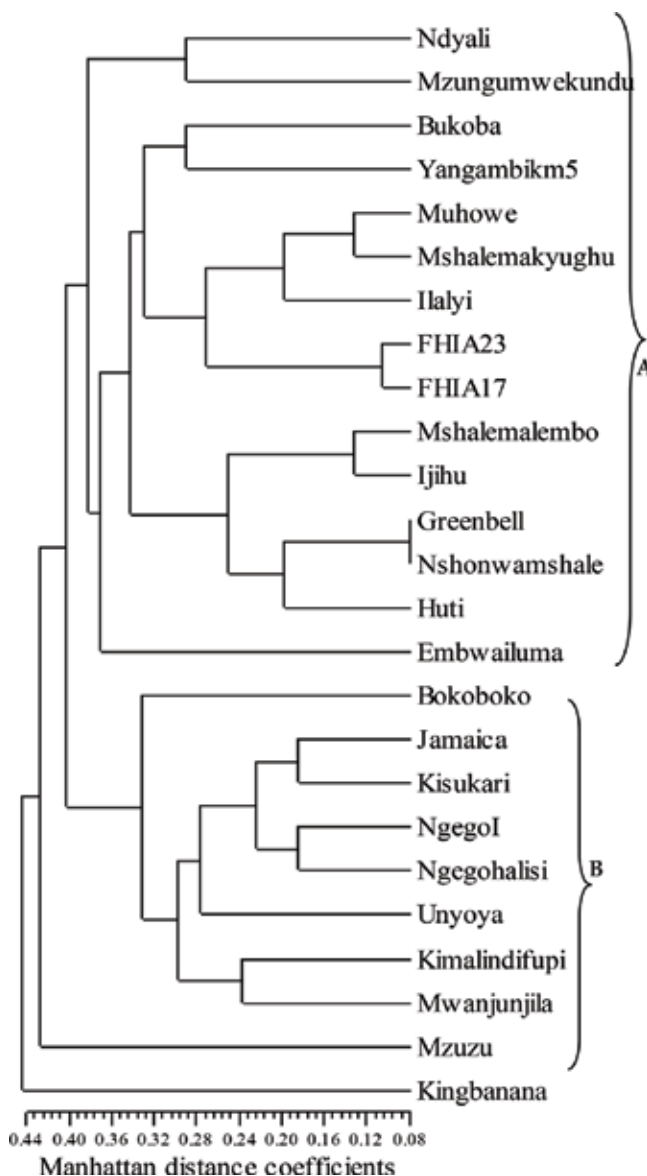 Ndyali
Mzungumwekundu
Bukoba
Yangambikm5
Muhowe
Mshalemakyughu
Ilalyi
FHIA23
A
FHIA17
Mshalemalembo
Ijihu
Greenbell
Nshonwamshale
Huti
Embwailuma
Bokoboko
Jamaica
Kisukari
NgegoI
Ngegohalisi
B
Unyoya
Kimalindifupi
Mwanjunjila
Mzuzu
Kingbanana
0.44 0.40 0.36 0.32 0.28 0.24 0.20 0.16 0.12 0.08
Manhattan distance coefficients